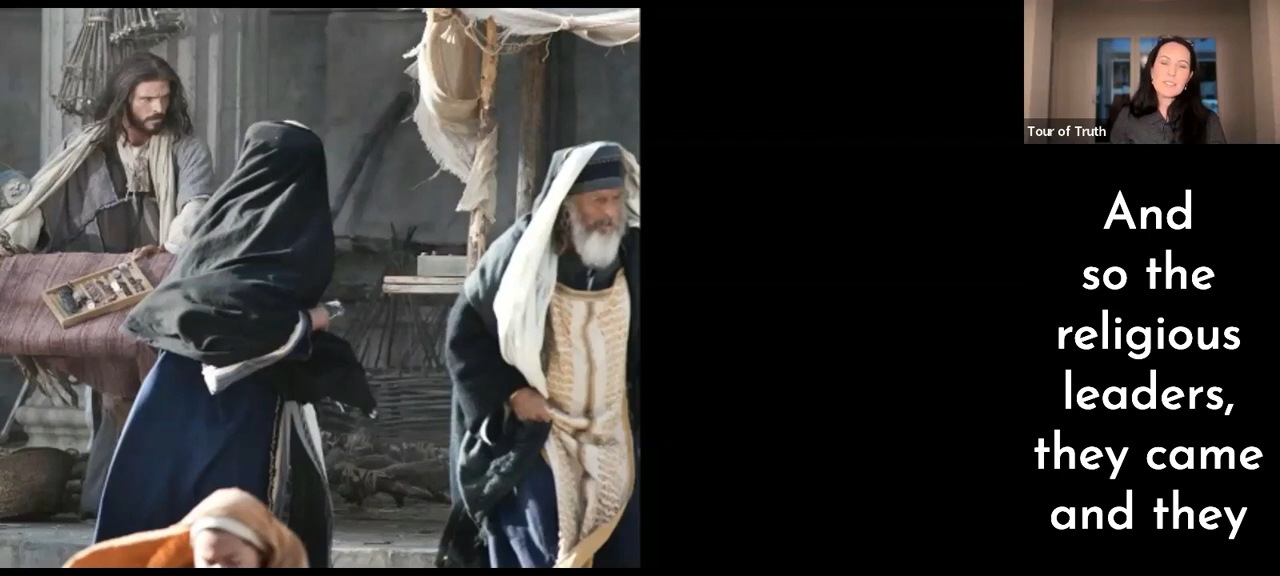 Tour of Truth
And
so the
religious
leaders,
they came
and they